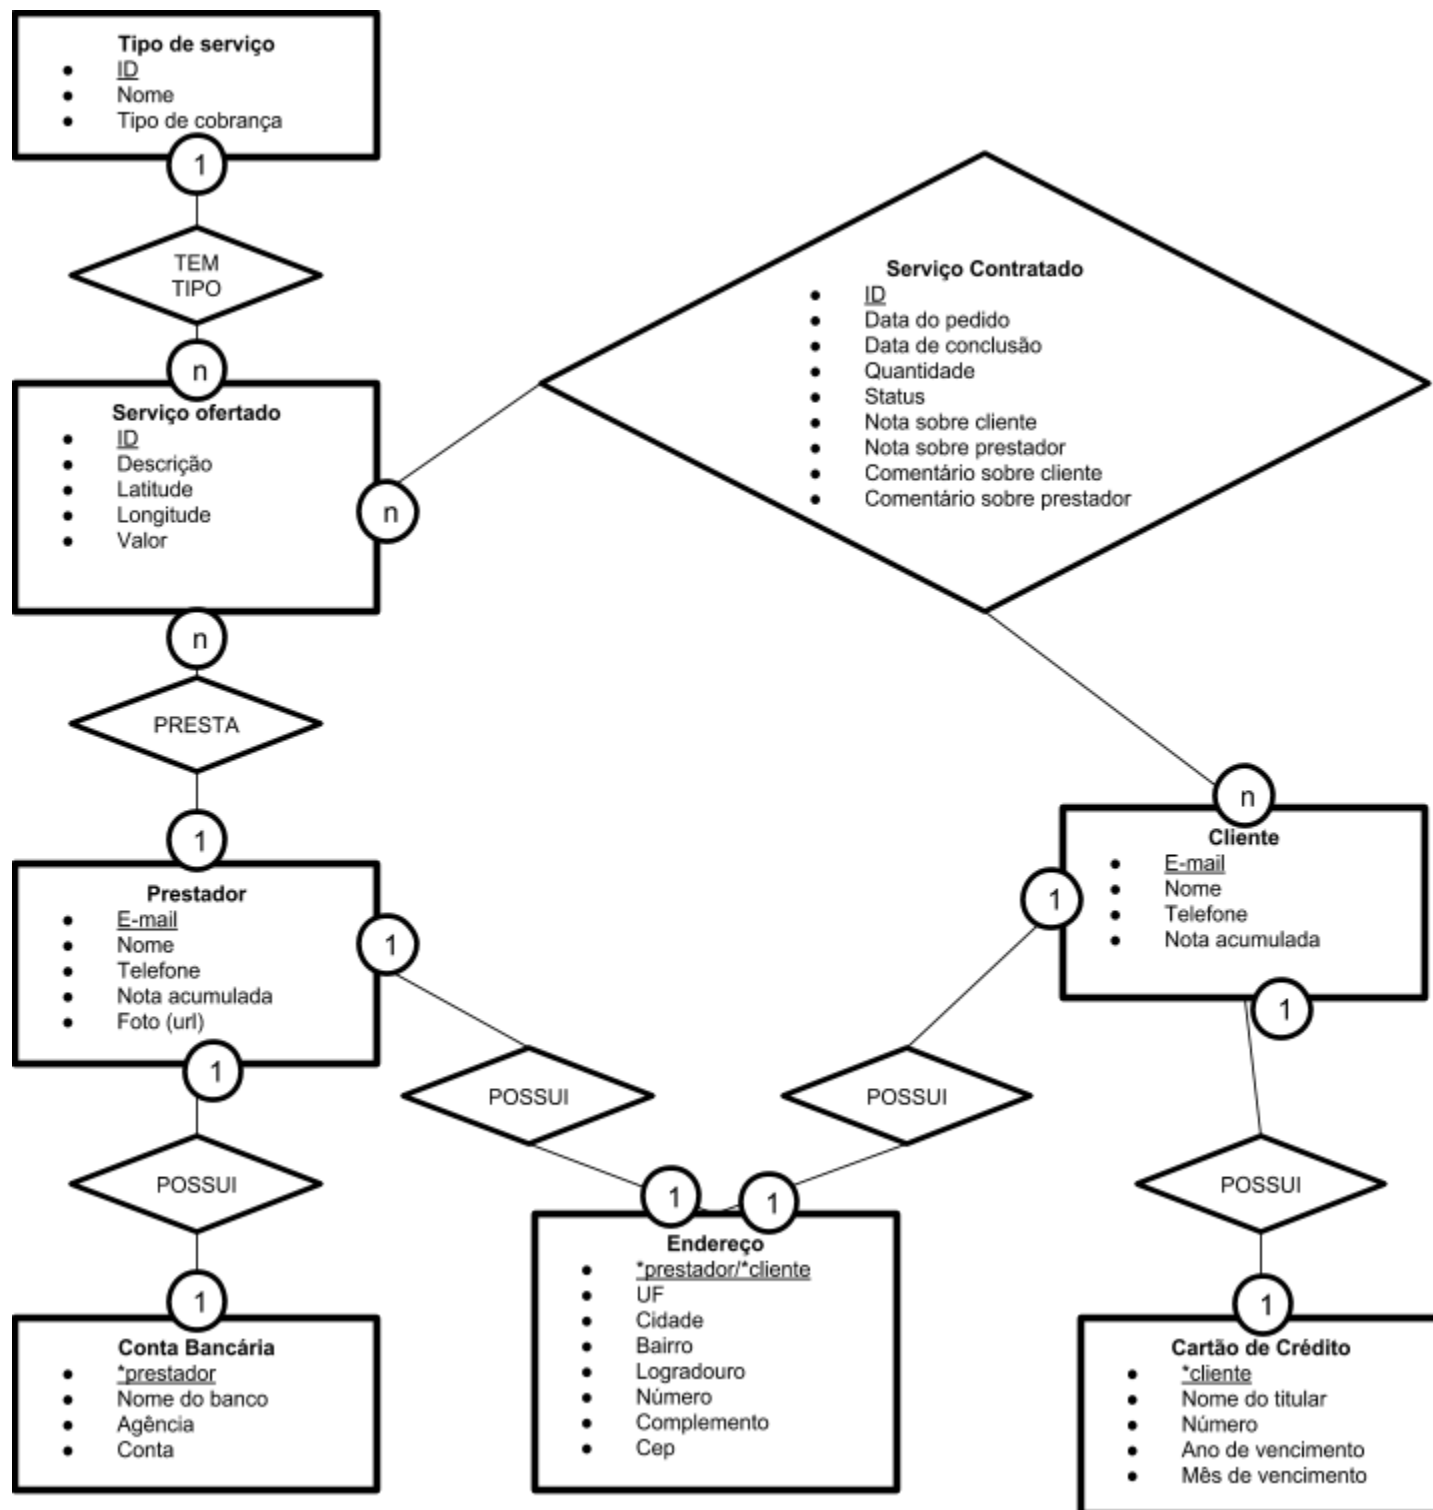 Tipo de serviço
ID
Nome
Tipo de cobrança
1
TEM
TIPO
n
Serviço ofertado
ID
Descrição
Latitude
Longitude
Valor
n
n
PRESTA
1
Prestador
E-mail
Nome
Telefone
Nota acumulada
Foto (url)
1
1
POSSUI
1
Conta Bancária
*prestador
Nome do banco
Agência
Conta
Serviço Contratado
ID
Data do pedido
Data de conclusão
Quantidade
Status
Nota sobre cliente
Nota sobre prestador
Comentário sobre cliente
Comentário sobre prestador
n
Cliente
E-mail
Nome
Telefone
Nota acumulada
1
1
POSSUI
POSSUI
1
1
Endereço
*prestador/*cliente
UF
Cidade
Bairro
Logradouro
Número
Complemento
Cep
POSSUI
1
Cartão de Crédito
*cliente
Nome do titular
Número
Ano de vencimento
Mês de vencimento